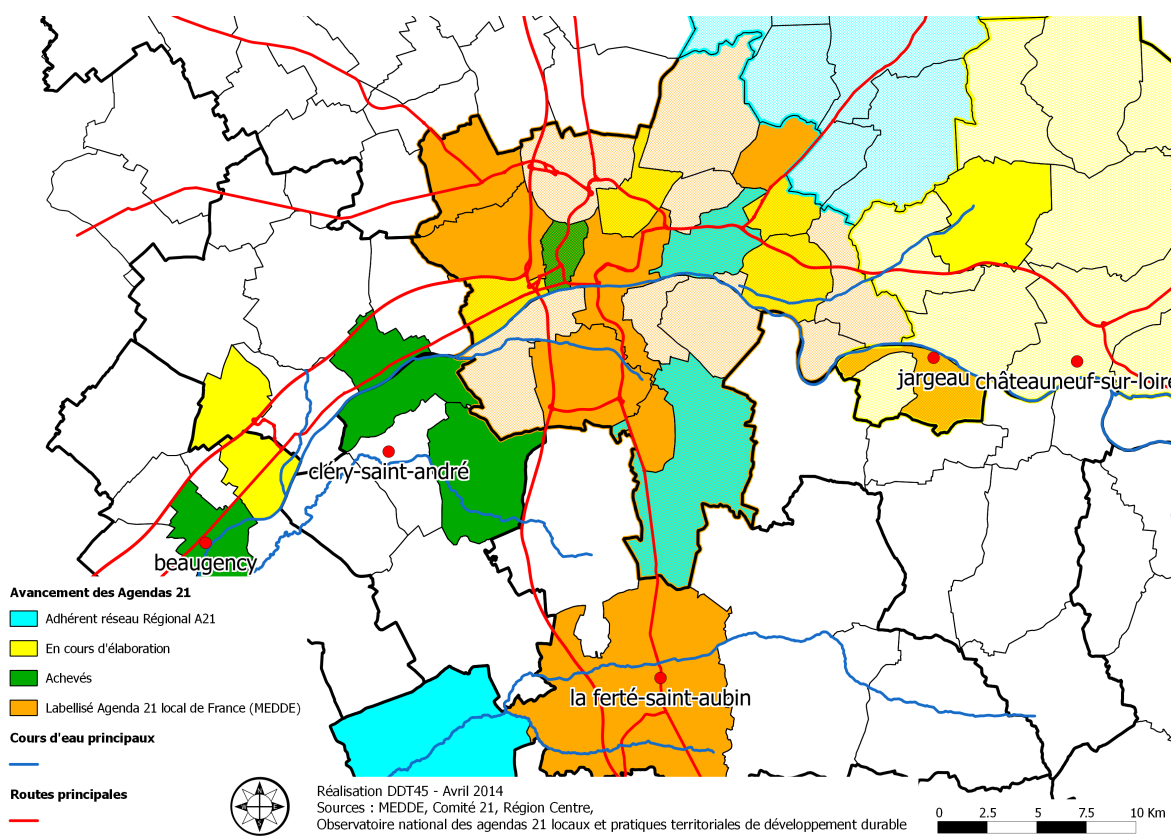 jargeau
châteauneuf-sur-loire
cléry-saint-andré
beaugency
la ferté-saint-aubin
Avancement des Agendas 21
Adhérent réseau Régional A21
En cours d'élaboration
Achevés
Labellisé Agenda 21 local de France (MEDDE)
Cours d'eau principaux
Routes principales
Réalisation DDT45 - Avril 2014
Sources : MEDDE, Comité 21, Région Centre,
Observatoire national des agendas 21 locaux et pratiques territoriales de développement durable
0 2.5 5 7.5 10 Km